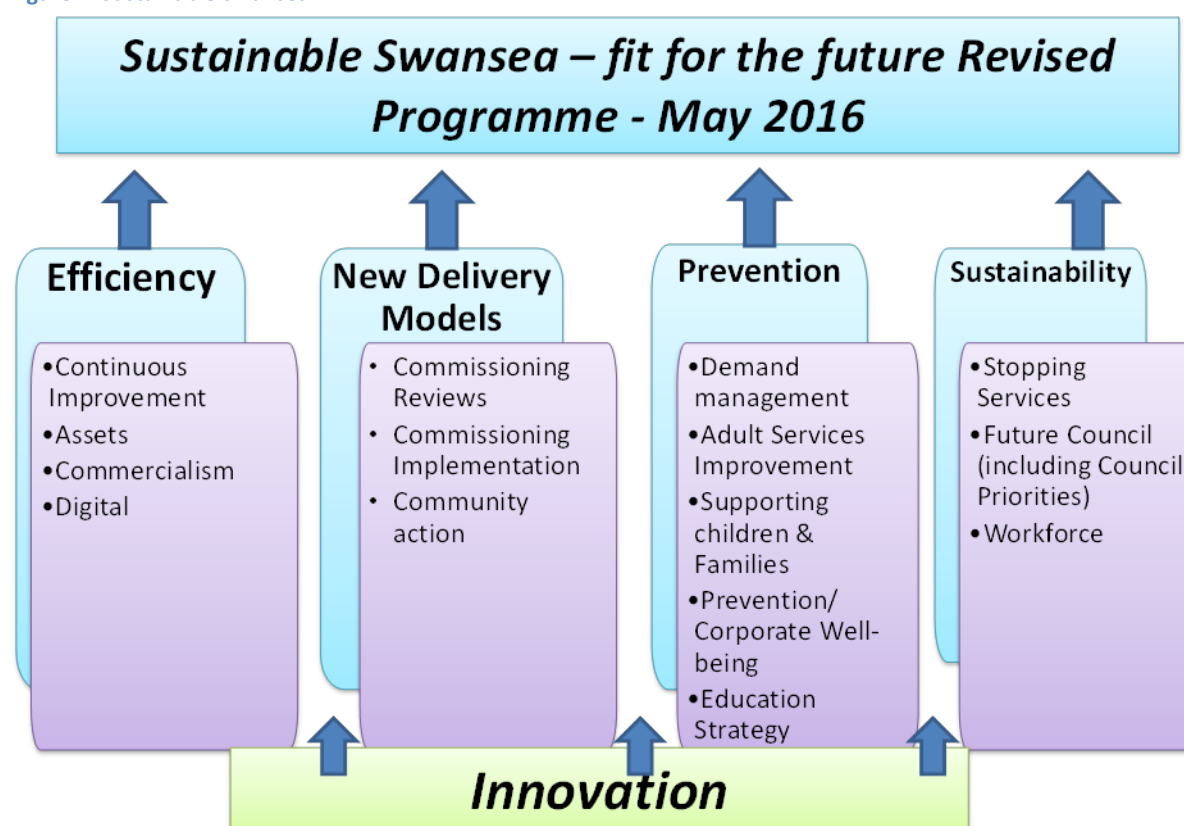 Sustainable Swansea – fit for the future Revised
Programme - May 2016
Efficiency
•Continuous
Improvement
•Assets
•Commercialism
•Digital
New Delivery
Models
• Commissioning
Reviews
• Commissioning
Implementation
• Community
action
Prevention
•Demand
management
•Adult Services
Improvement
•Supporting
children &
Families
•Prevention/
Corporate Well-
being
•Education
Strategy
Sustainability
•Stopping
Services
•Future Council
(including Council
Priorities)
•Workforce
Innovation